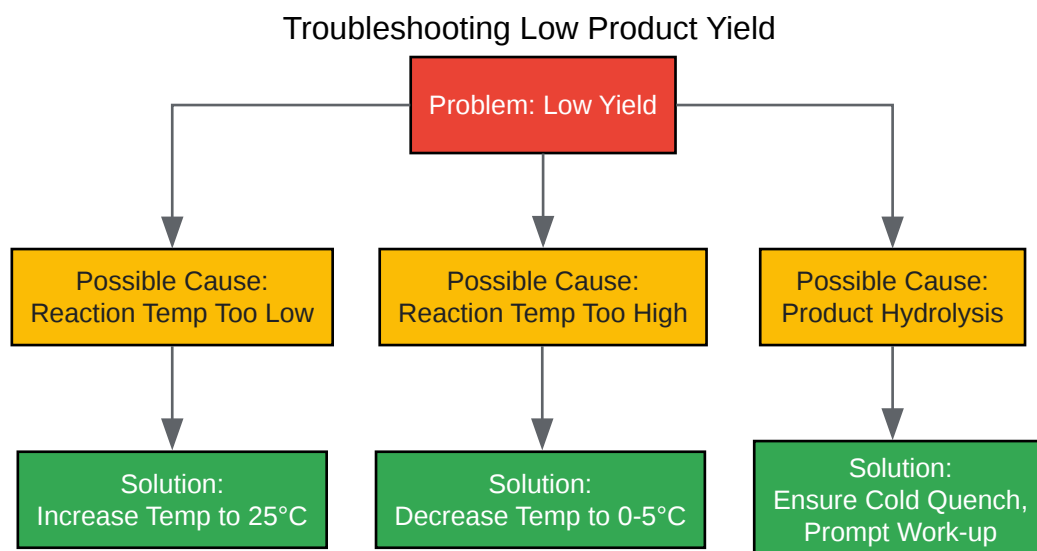 Troubleshooting Low Product Yield
Problem: Low Yield
Possible Cause:
Reaction Temp Too Low
Possible Cause:
Reaction Temp Too High
Possible Cause:
Product Hydrolysis
Solution:
Increase Temp to 25°C
Solution:
Decrease Temp to 0-5°C
Solution:
Ensure Cold Quench,
Prompt Work-up